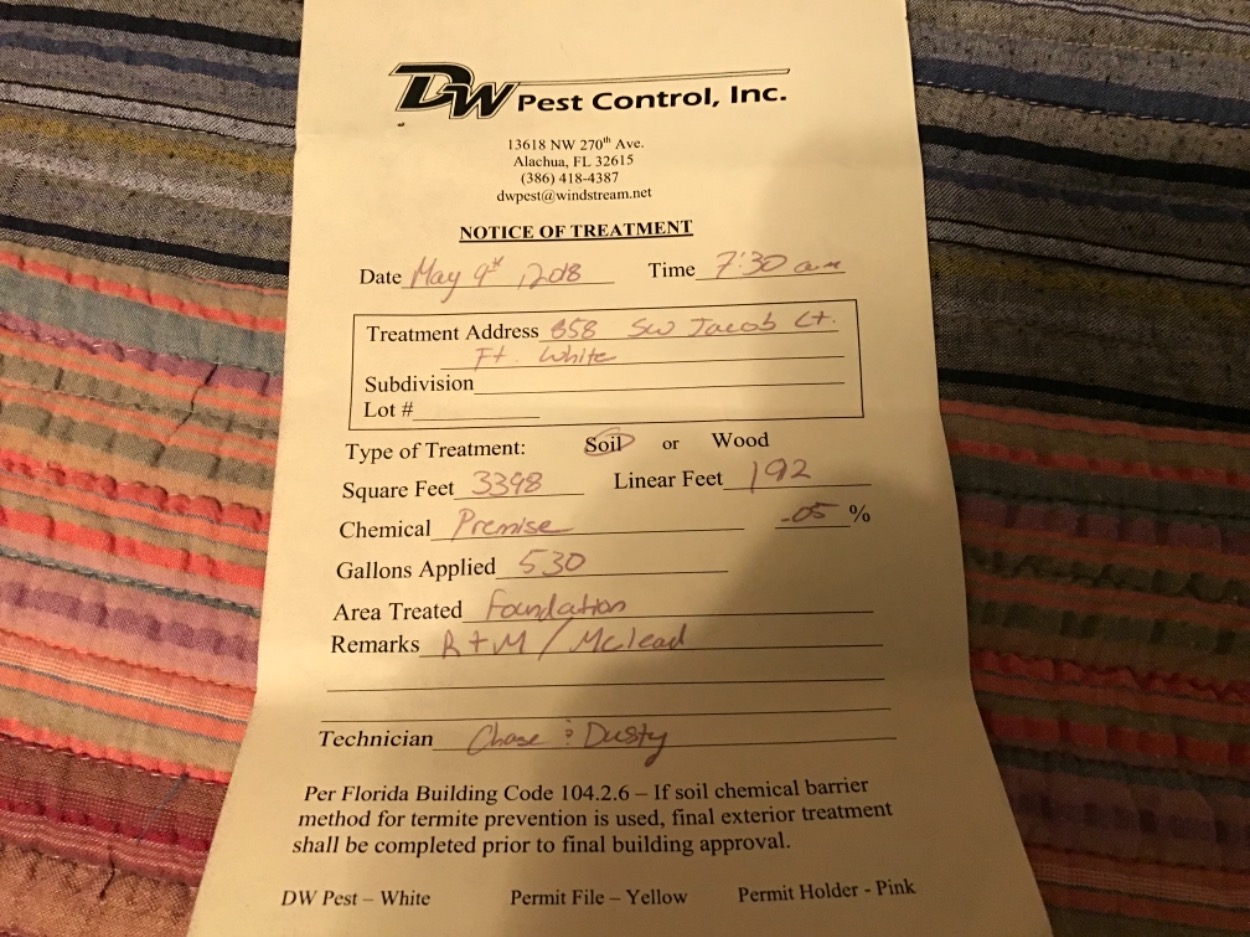 DW Pest Control, Inc.
13618 NW 270th Ave.
Alachua, FL 32615
(386) 418-4387
dwpest@windstream.net
NOTICE OF TREATMENT
Date May 9th, 2018 Time 7:30 am
Treatment Address 858 SW Jacob Ct.
Ft. White
Subdivision
Lot #
Type of Treatment: Soil or Wood
Square Feet 3398 Linear Feet 192
Chemical Premise .05 %
Gallons Applied 530
Area Treated Foundation
Remarks R+M / Mclead
Technician Chase & Dusty
Per Florida Building Code 104.2.6 – If soil chemical barrier
method for termite prevention is used, final exterior treatment
shall be completed prior to final building approval.
DW Pest – White Permit File – Yellow Permit Holder - Pink